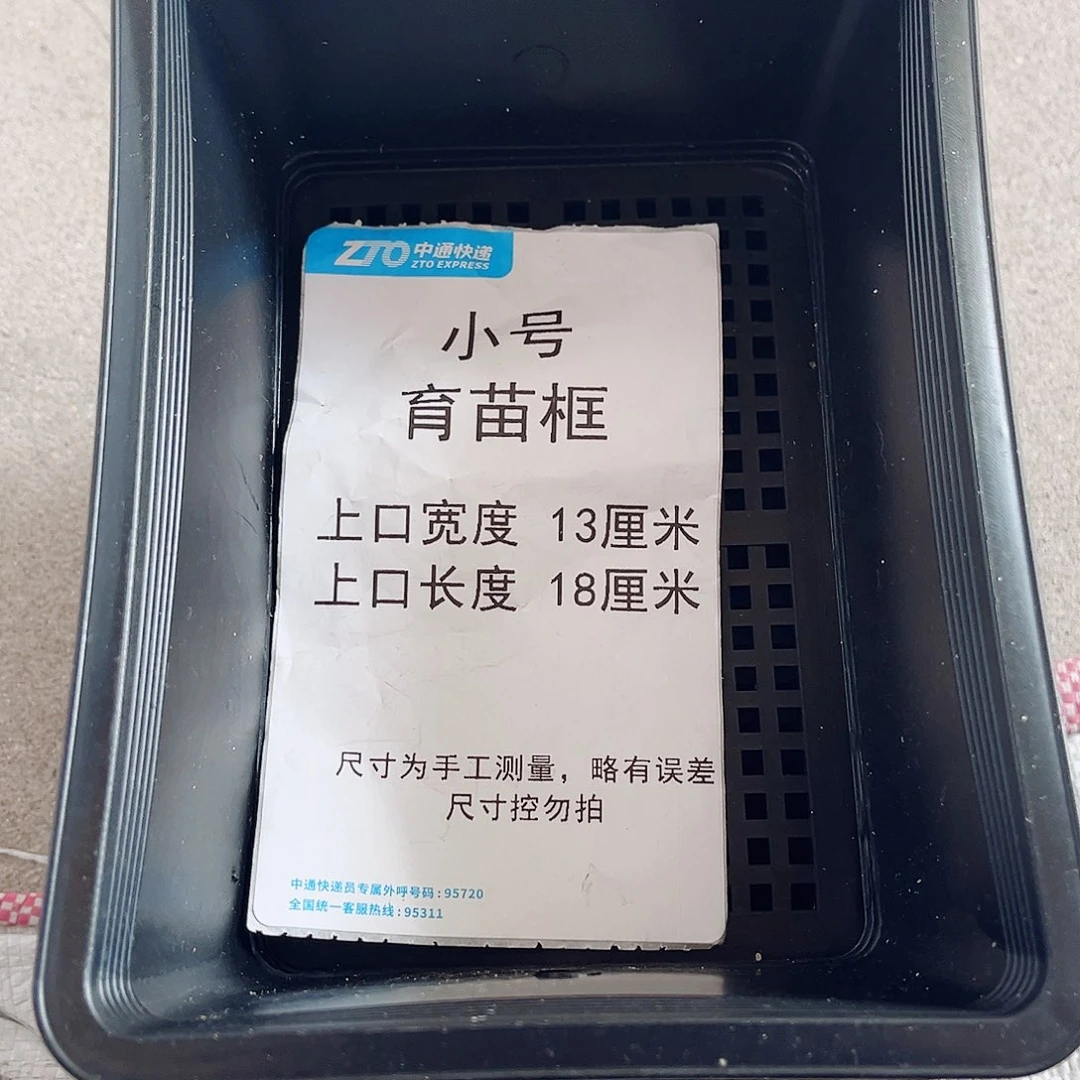 ZTO 中通快递
ZTO EXPRESS
小号
育苗框
上口宽度 13厘米
上口长度 18厘米
尺寸为手工测量，略有误差
尺寸控勿拍
中通快递员专属外呼号码:95720
全国统一客服热线:95311